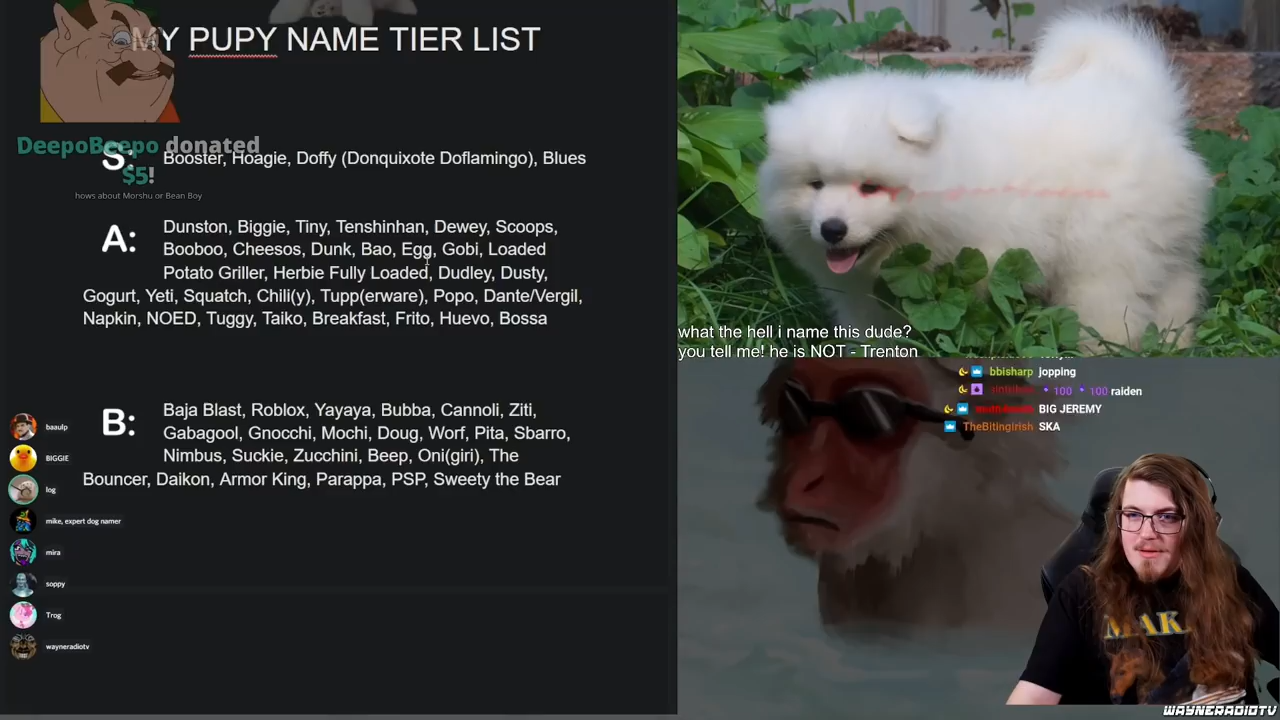 MY PUPY NAME TIER LIST
DeepoBeepo donated
$5!
hows about Morshu or Bean Boy
S:
Booster, Hoagie, Doffy (Donquixote Doflamingo), Blues
A:
Dunston, Biggie, Tiny, Tenshinhan, Dewey, Scoops,
Booboo, Cheesos, Dunk, Bao, Egg, Gobi, Loaded
Potato Griller, Herbie Fully Loaded, Dudley, Dusty,
Gogurt, Yeti, Squatch, Chili(y), Tupp(erware), Popo, Dante/Vergil,
Napkin, NOED, Tuggy, Taiko, Breakfast, Frito, Huevo, Bossa
B:
Baja Blast, Roblox, Yayaya, Bubba, Cannoli, Ziti,
Gabagool, Gnocchi, Mochi, Doug, Worf, Pita, Sbarro,
Nimbus, Suckie, Zucchini, Beep, Oni(giri), The
Bouncer, Daikon, Armor King, Parappa, PSP, Sweety the Bear
baaulp
BIGGIE
log
mike, expert dog namer
mira
soppy
Trog
wayneradiotv
what the hell i name this dude?
you tell me! he is NOT - Trenton
bbisharp jopping
100 100 raiden
BIG JEREMY
TheBitingirish SKA
MAR
WAYNERADIOTV